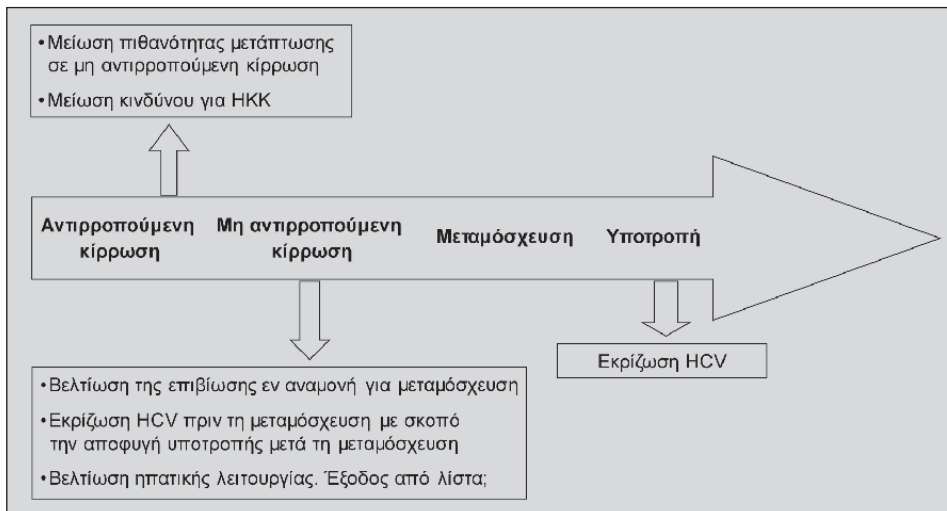 • Μείωση πιθανότητας μετάπτωσης
σε μη αντιρροπούμενη κίρρωση
• Μείωση κινδύνου για ΗΚΚ
Αντιρροπούμενη
κίρρωση
Μη αντιρροπούμενη
κίρρωση
Μεταμόσχευση
Υποτροπή
Εκρίζωση HCV
• Βελτίωση της επιβίωσης εν αναμονή για μεταμόσχευση
• Εκρίζωση HCV πριν τη μεταμόσχευση με σκοπό
την αποφυγή υποτροπής μετά τη μεταμόσχευση
• Βελτίωση ηπατικής λειτουργίας. Έξοδος από λίστα;